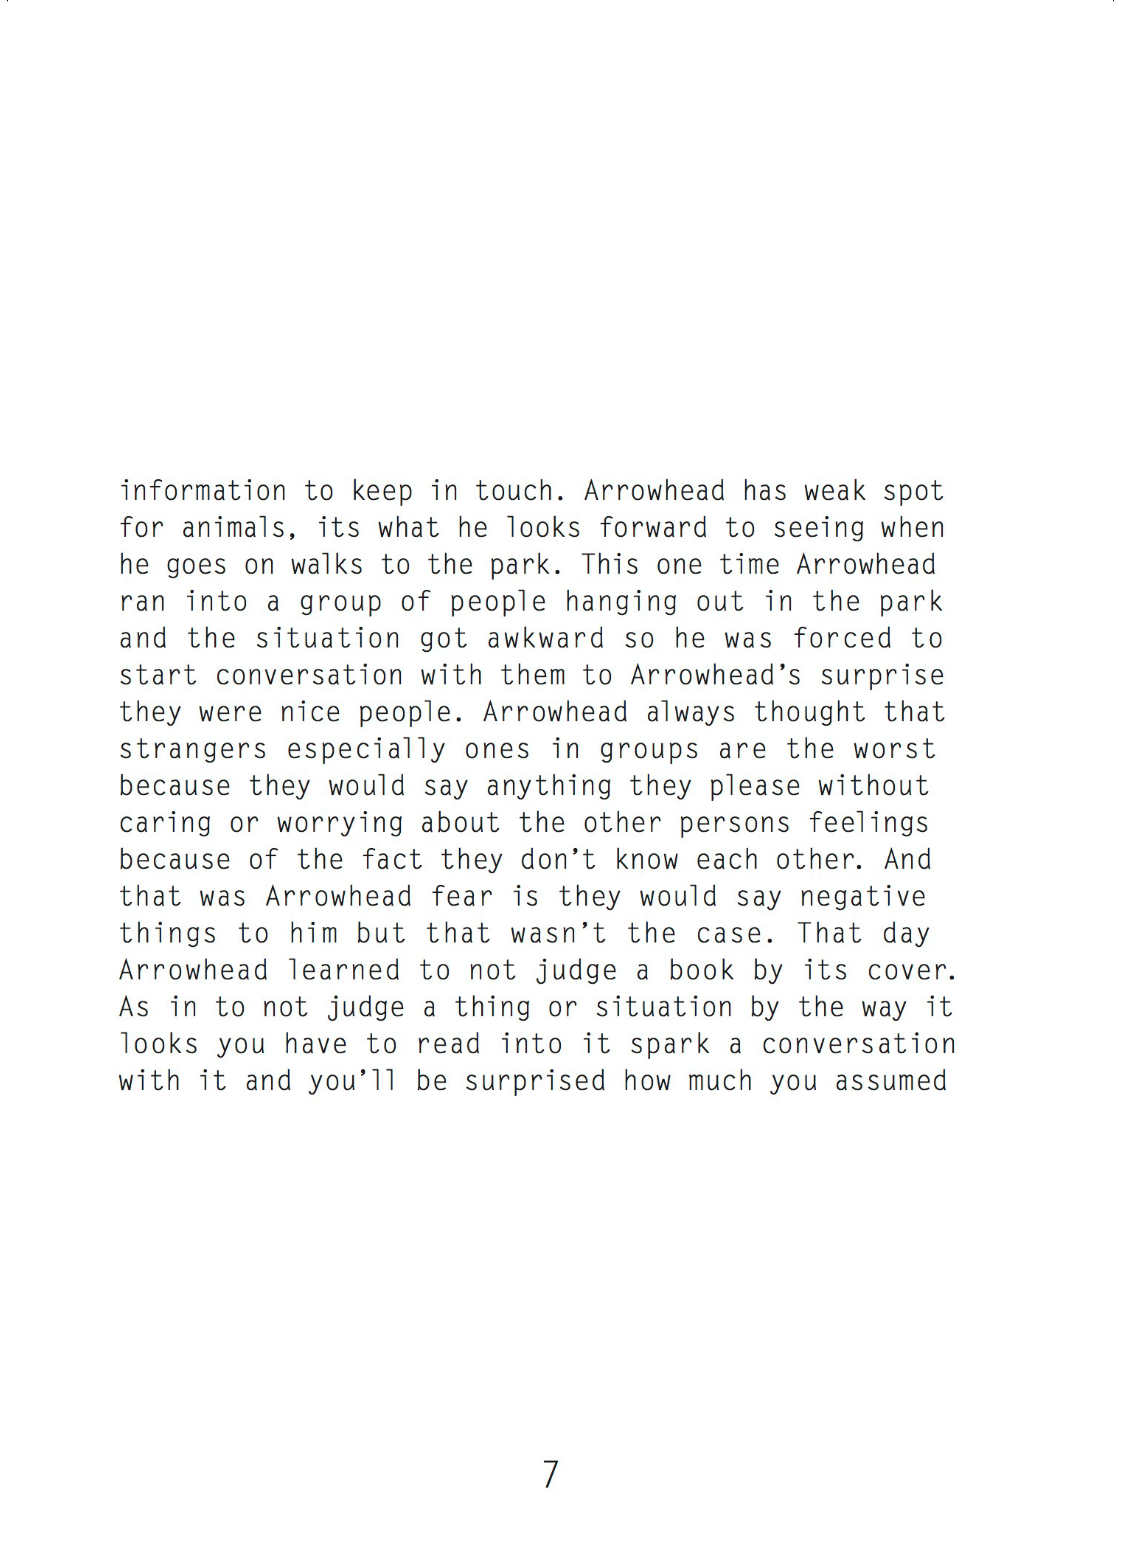 information to keep in touch. Arrowhead has weak spot
for animals, its what he looks forward to seeing when
he goes on walks to the park. This one time Arrowhead
ran into a group of people hanging out in the park
and the situation got awkward so he was forced to
start conversation with them to Arrowhead’s surprise
they were nice people. Arrowhead always thought that
strangers especially ones in groups are the worst
because they would say anything they please without
caring or worrying about the other persons feelings
because of the fact they don’t know each other. And
that was Arrowhead fear is they would say negative
things to him but that wasn’t the case. That day
Arrowhead learned to not judge a book by its cover.
As in to not judge a thing or situation by the way it
looks you have to read into it spark a conversation
with it and you’ll be surprised how much you assumed
7